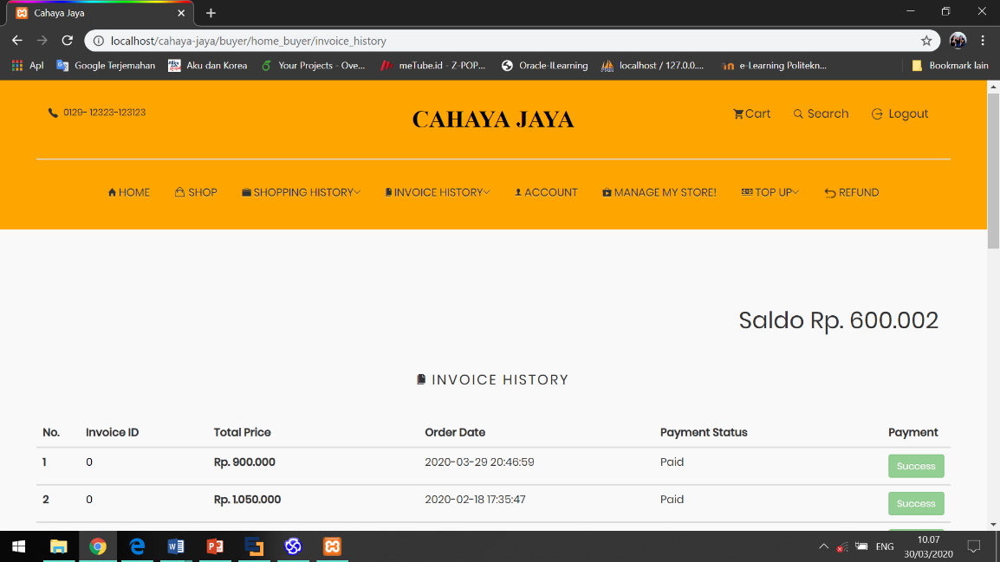 Cahaya Jaya
localhost/cahaya-jaya/buyer/home_buyer/invoice_history
Apl Google Terjemahan Aku dan Korea Your Projects - Ove... meTube.id - Z-POP... Oracle-ILearning localhost / 127.0.0.... e-Learning Politekn... Bookmark lain
0129- 12323-123123 CAHAYA JAYA Cart Search Logout
HOME SHOP SHOPPING HISTORY INVOICE HISTORY ACCOUNT MANAGE MY STORE! TOP UP REFUND
Saldo Rp. 600.002
INVOICE HISTORY
No. Invoice ID Total Price Order Date Payment Status Payment
1 0 Rp. 900.000 2020-03-29 20:46:59 Paid Success
2 0 Rp. 1.050.000 2020-02-18 17:35:47 Paid Success
ENG 10.07
30/03/2020